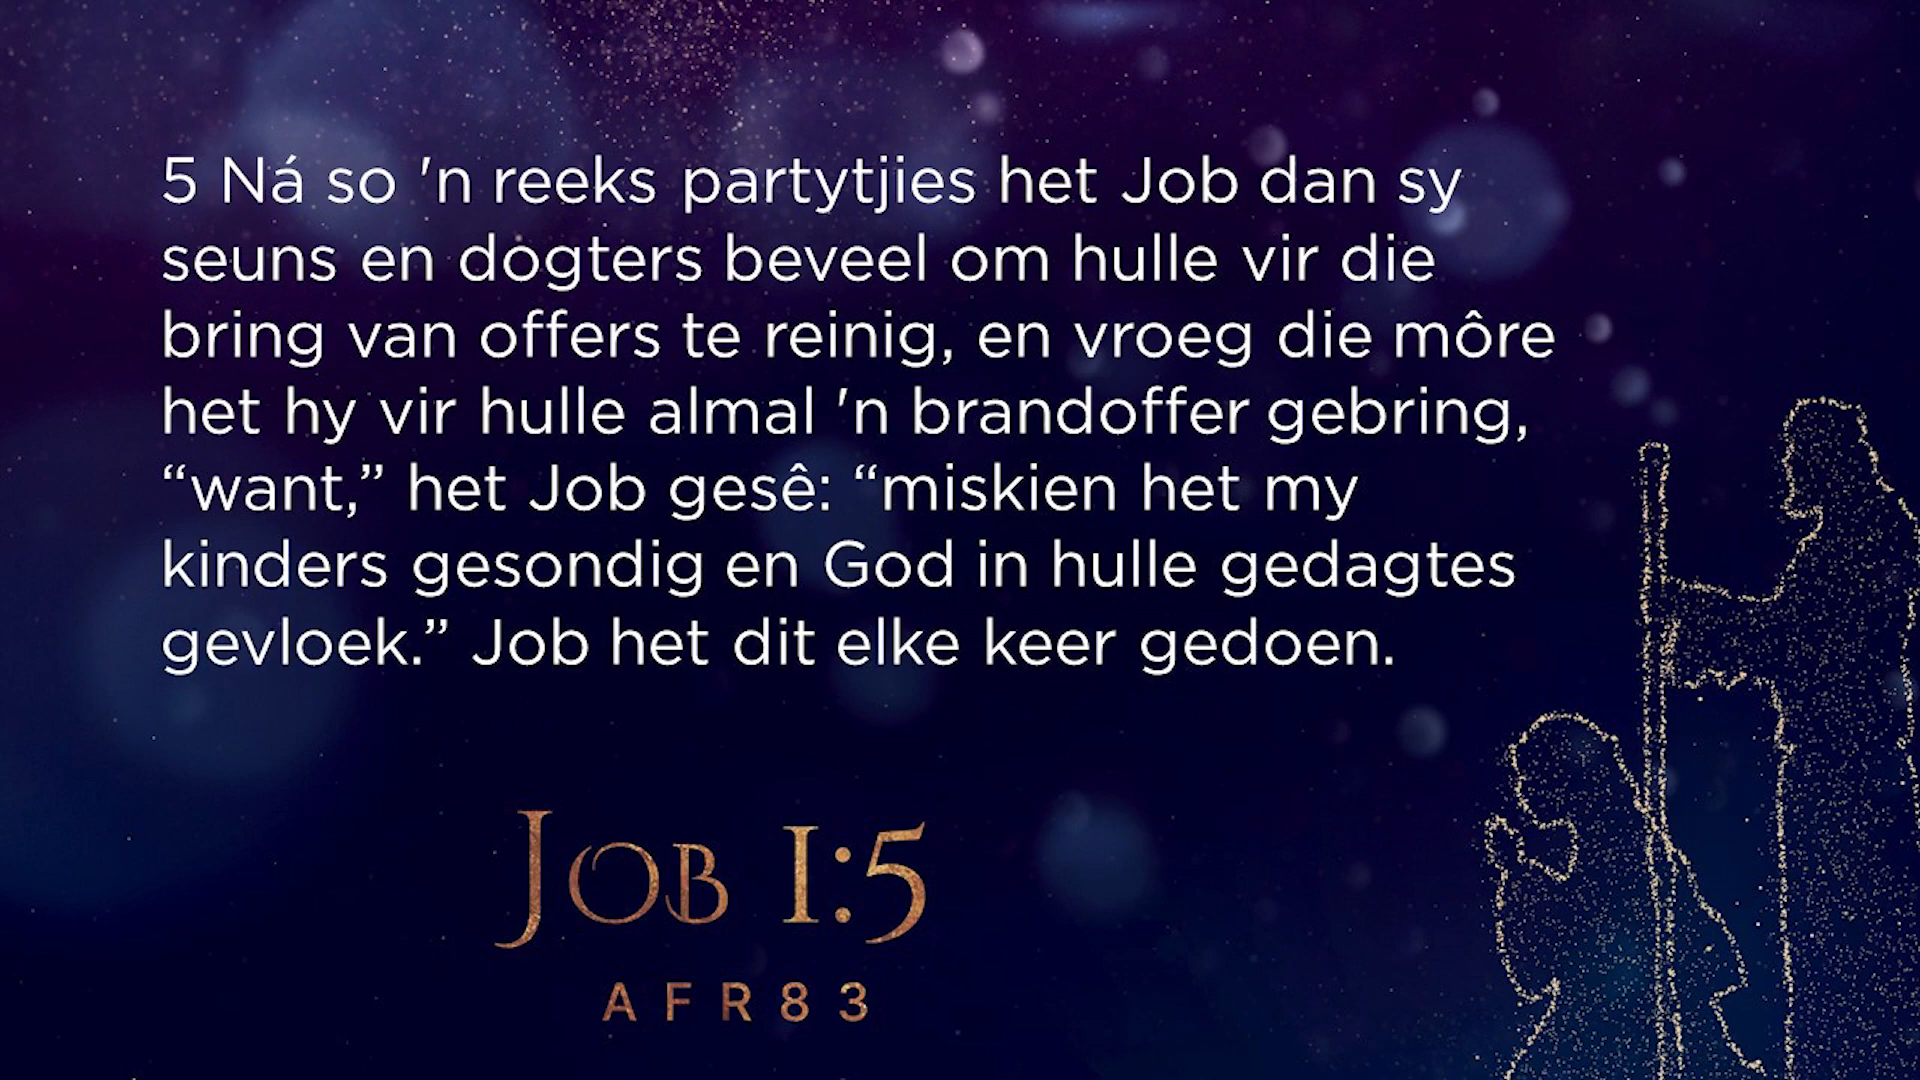 5 Ná so 'n reeks partytjies het Job dan sy
seuns en dogters beveel om hulle vir die
bring van offers te reinig, en vroeg die môre
het hy vir hulle almal 'n brandoffer gebring,
“want,” het Job gesê: “miskien het my
kinders gesondig en God in hulle gedagtes
gevloek.” Job het dit elke keer gedoen.
Job 1:5
AFR83